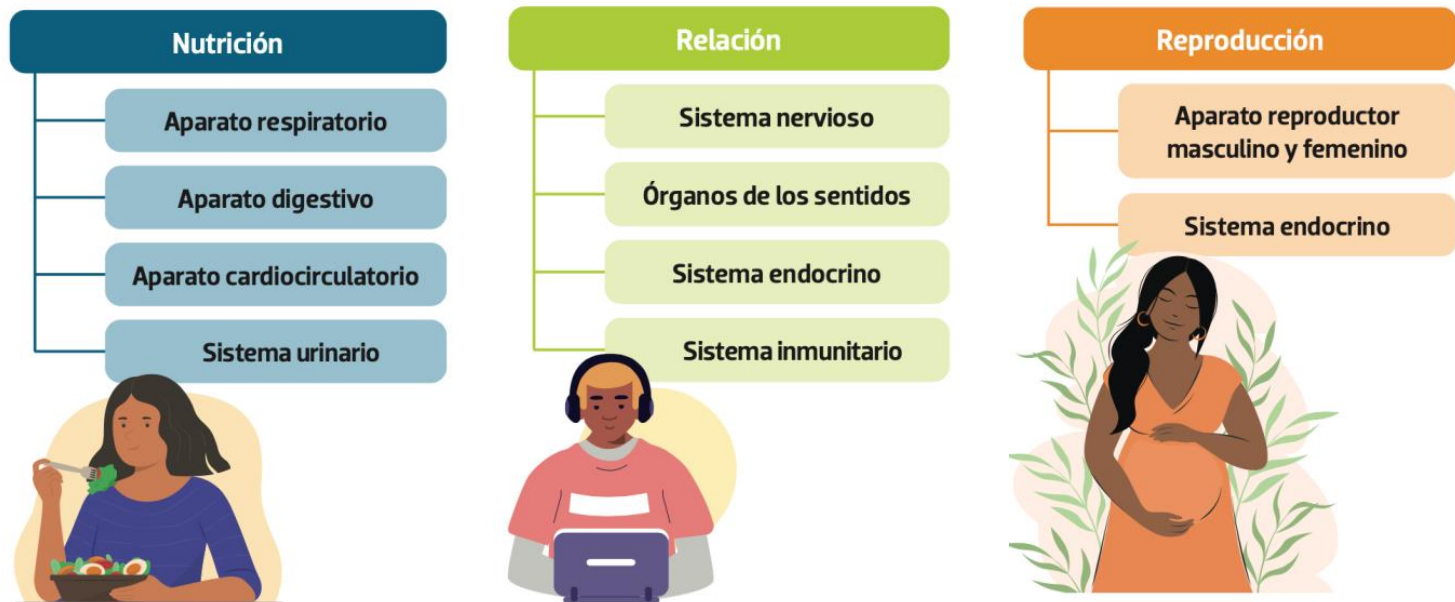 Nutrición
Aparato respiratorio
Aparato digestivo
Aparato cardiocirculatorio
Sistema urinario
Relación
Sistema nervioso
Órganos de los sentidos
Sistema endocrino
Sistema inmunitario
Reproducción
Aparato reproductor
masculino y femenino
Sistema endocrino